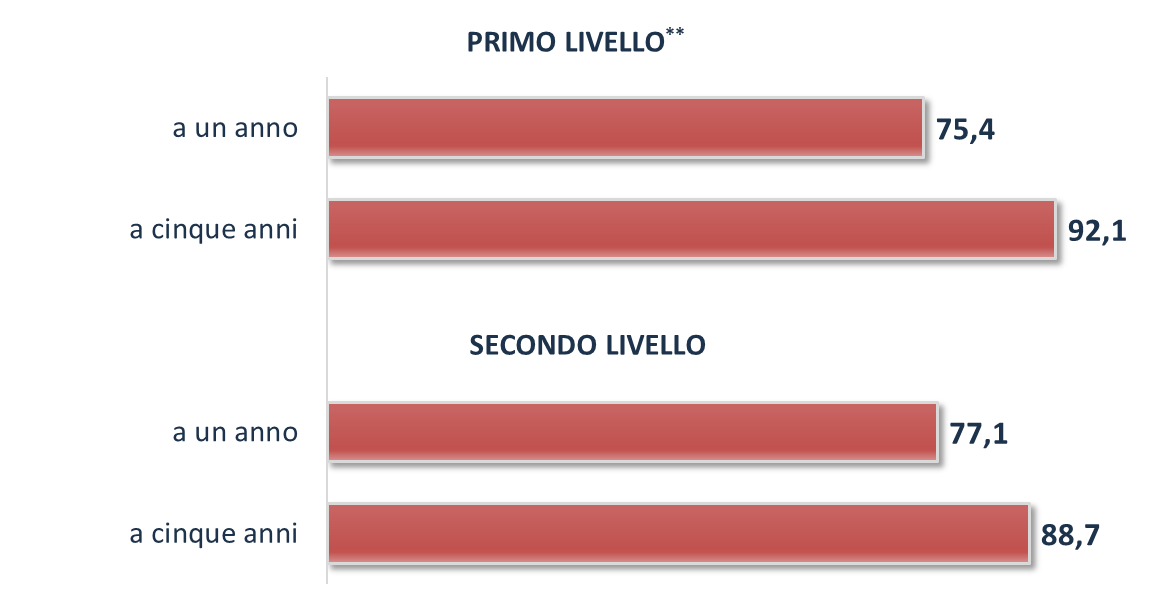 PRIMO LIVELLO**
a un anno 75,4
a cinque anni 92,1
SECONDO LIVELLO
a un anno 77,1
a cinque anni 88,7